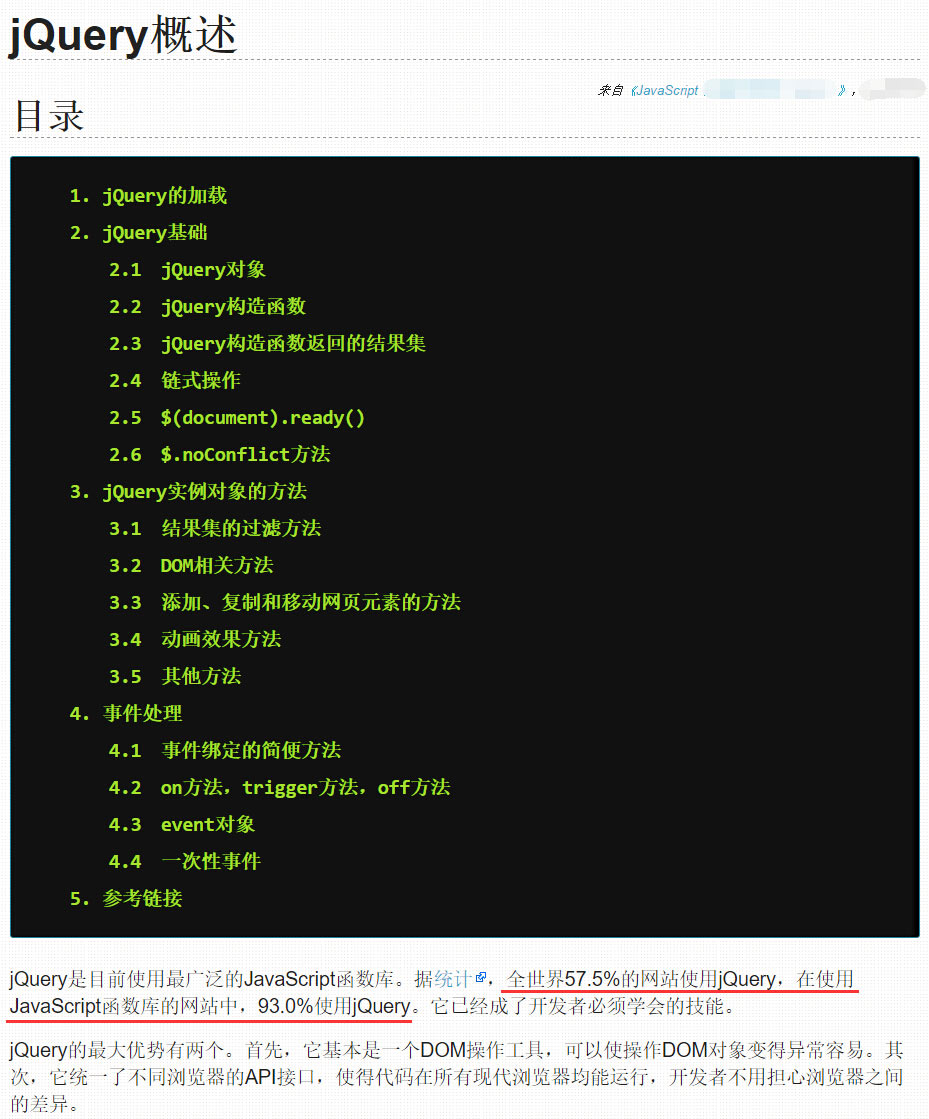 jQuery概述
来自《JavaScript 》,
目录
1. jQuery的加载
2. jQuery基础
2.1 jQuery对象
2.2 jQuery构造函数
2.3 jQuery构造函数返回的结果集
2.4 链式操作
2.5 $(document).ready()
2.6 $.noConflict方法
3. jQuery实例对象的方法
3.1 结果集的过滤方法
3.2 DOM相关方法
3.3 添加、复制和移动网页元素的方法
3.4 动画效果方法
3.5 其他方法
4. 事件处理
4.1 事件绑定的简便方法
4.2 on方法，trigger方法，off方法
4.3 event对象
4.4 一次性事件
5. 参考链接
jQuery是目前使用最广泛的JavaScript函数库。据统计，全世界57.5%的网站使用jQuery，在使用
JavaScript函数库的网站中，93.0%使用jQuery。它已经成了开发者必须学会的技能。
jQuery的最大优势有两个。首先，它基本是一个DOM操作工具，可以使操作DOM对象变得异常容易。其
次，它统一了不同浏览器的API接口，使得代码在所有现代浏览器均能运行，开发者不用担心浏览器之间
的差异。